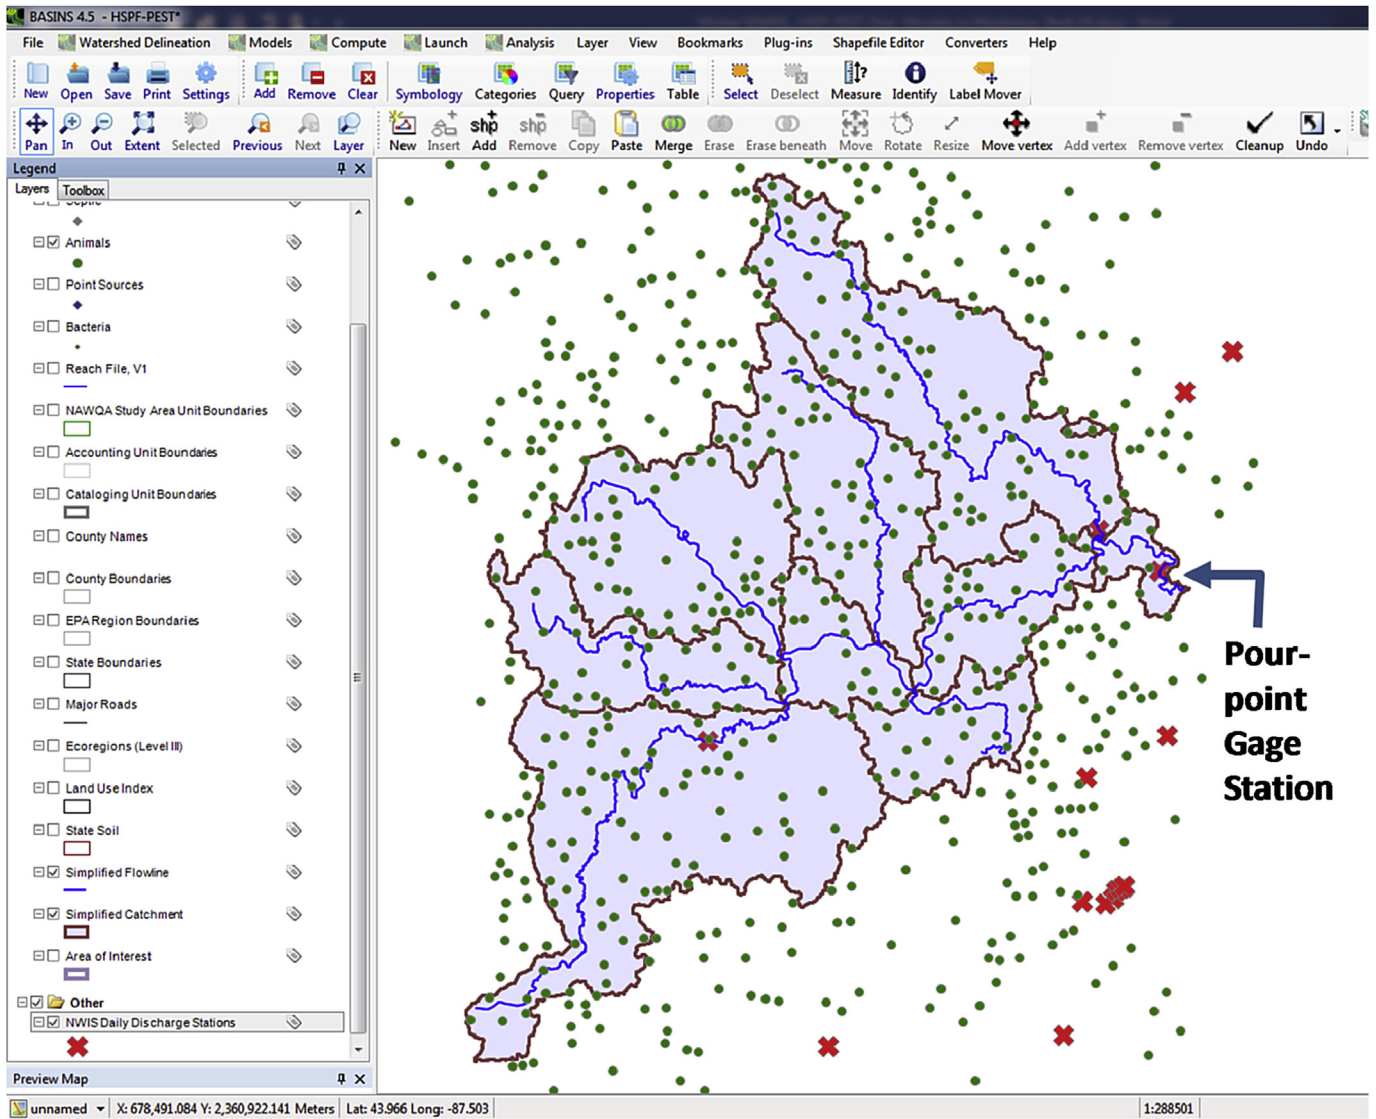 BASINS 4.5 - HSPF-PEST*
File Watershed Delineation Models Compute Launch Analysis Layer View Bookmarks Plug-ins Shapefile Editor Converters Help
New Open Save Print Settings Add Remove Clear Symbology Categories Query Properties Table Select Deselect Measure Identify Label Mover
Pan In Out Extent Selected Previous Next Layer New Insert Add Remove Copy Paste Merge Erase Erase beneath Move Rotate Resize Move vertex Add vertex Remove vertex Cleanup Undo
Legend
Layers Toolbox
Septic
Animals
Point Sources
Bacteria
Reach File, V1
NAWQA Study Area Unit Boundaries
Accounting Unit Boundaries
Cataloging Unit Boundaries
County Names
County Boundaries
EPA Region Boundaries
State Boundaries
Major Roads
Ecoregions (Level III)
Land Use Index
State Soil
Simplified Flowline
Simplified Catchment
Area of Interest
Other
NWIS Daily Discharge Stations
Pour-
point
Gage
Station
Preview Map
unnamed X: 678,491.084 Y: 2,360,922.141 Meters Lat: 43.966 Long: -87.503 1:288501